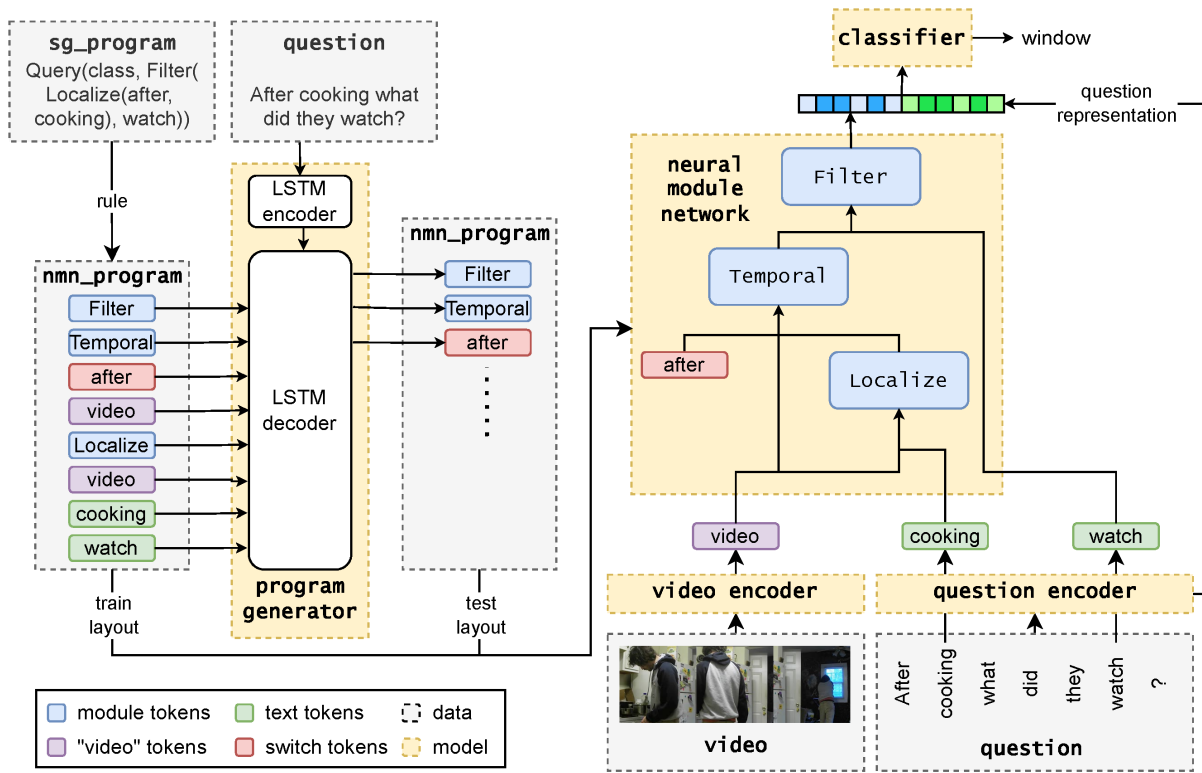 sg_program
Query(class, Filter(
Localize(after,
cooking), watch))
question
After cooking what
did they watch?
rule
nmn_program
Filter
Temporal
after
video
Localize
video
cooking
watch
train
layout
LSTM
encoder
LSTM
decoder
program
generator
nmn_program
Filter
Temporal
after
test
layout
classifier
window
question
representation
neural
module
network
Filter
Temporal
after
Localize
video
cooking
watch
video encoder
question encoder
After
cooking
what
did
they
watch
?
video
question
module tokens
text tokens
data
"video" tokens
switch tokens
model